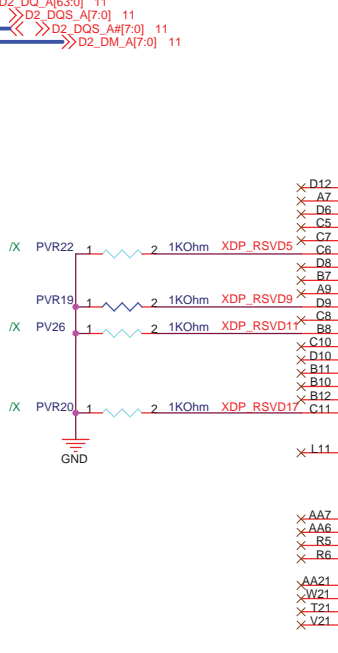 D2_DQ_A[63:0] 11
D2_DQS_A[7:0] 11
D2_DQS_A#[7:0] 11
D2_DM_A[7:0] 11
D12
A7
D6
C5
C7
/X PVR22 1 2 1KOhm XDP_RSVD5 C6
D8
B7
A9
PVR19 1 2 1KOhm XDP_RSVD9 D9
C8
/X PV26 1 2 1KOhm XDP_RSVD11 B8
C10
D10
B11
B10
B12
/X PVR20 1 2 1KOhm XDP_RSVD17 C11
GND
L11
AA7
AA6
R5
R6
AA21
W21
T21
V21